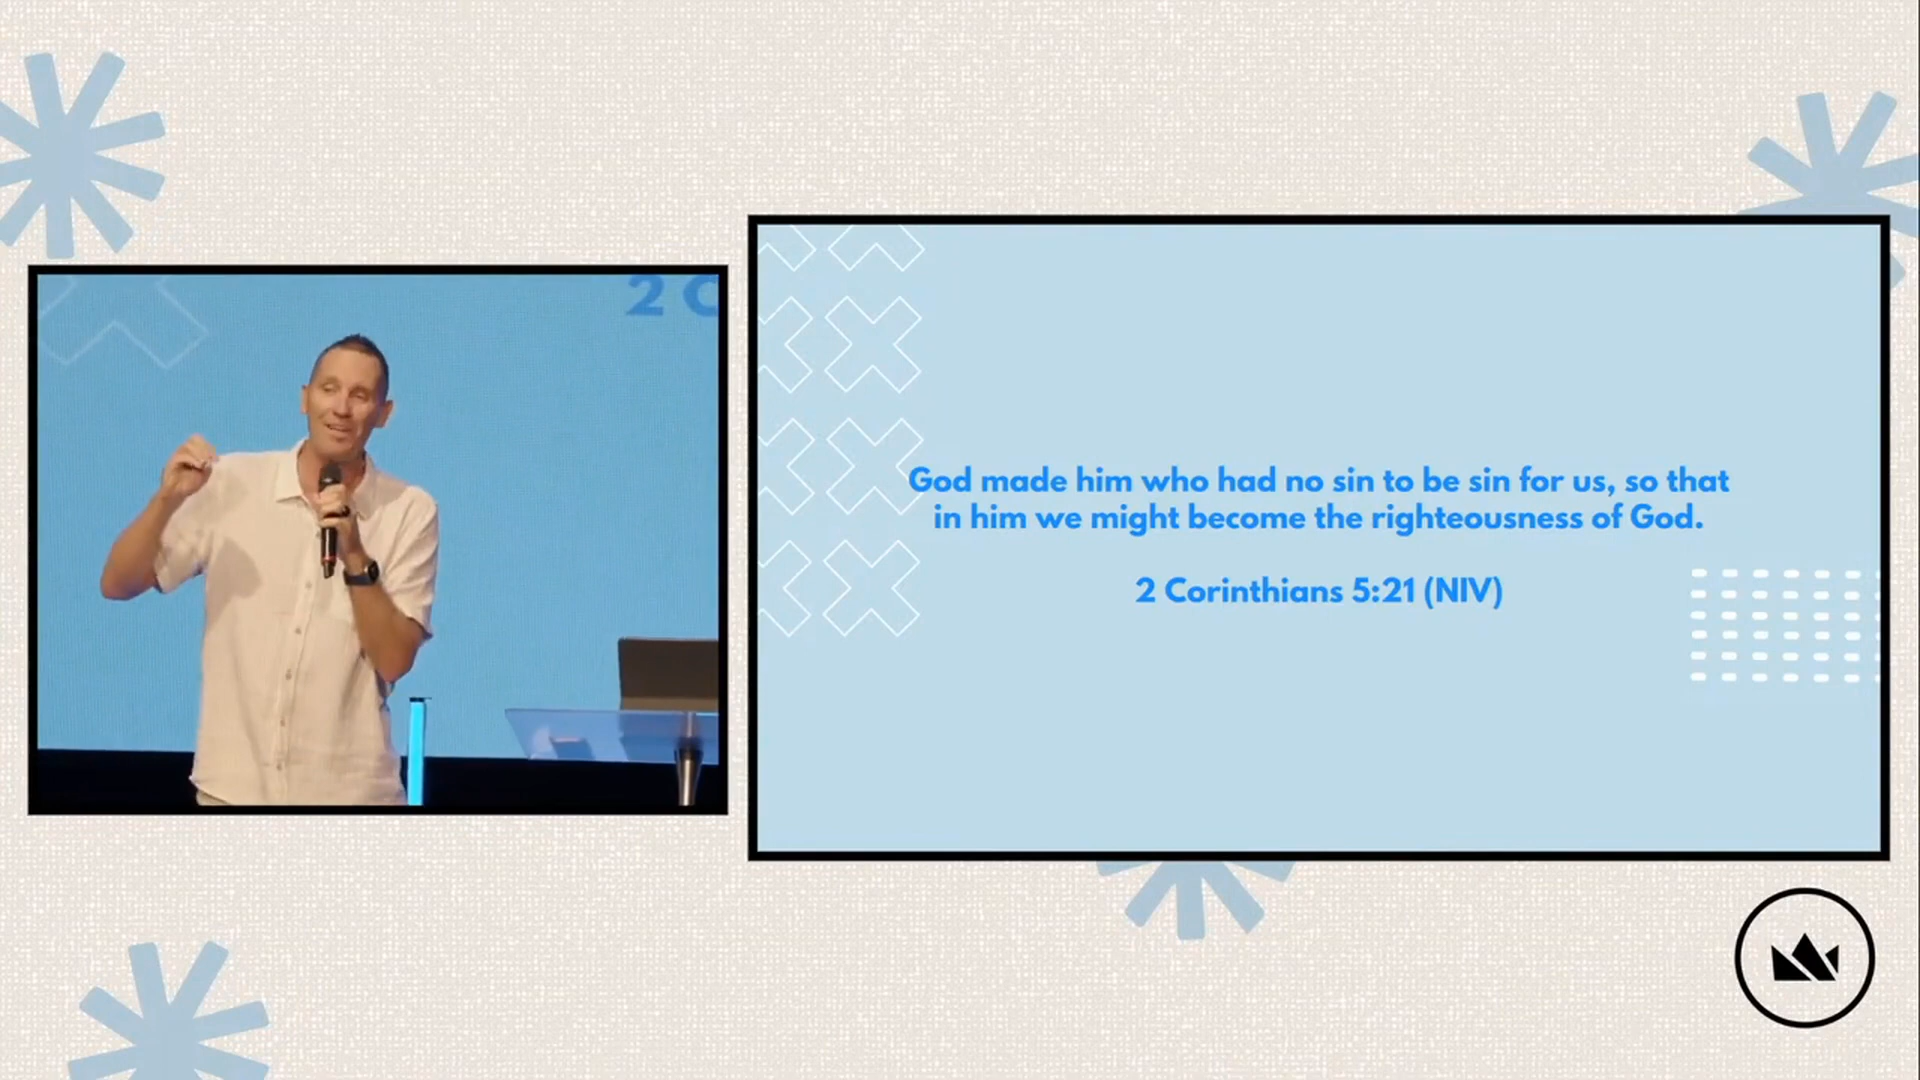 2 C
God made him who had no sin to be sin for us, so that
in him we might become the righteousness of God.
2 Corinthians 5:21 (NIV)